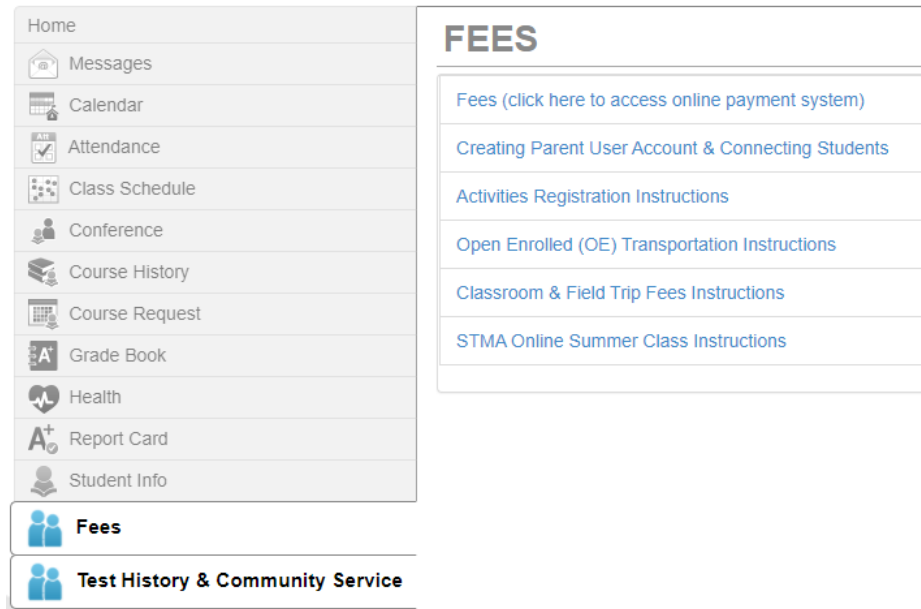 Home
Messages
Calendar
Att
Attendance
Class Schedule
Conference
Course History
Course Request
A+
Grade Book
Health
A+
Report Card
Student Info
Fees
Test History & Community Service
FEES
Fees (click here to access online payment system)
Creating Parent User Account & Connecting Students
Activities Registration Instructions
Open Enrolled (OE) Transportation Instructions
Classroom & Field Trip Fees Instructions
STMA Online Summer Class Instructions